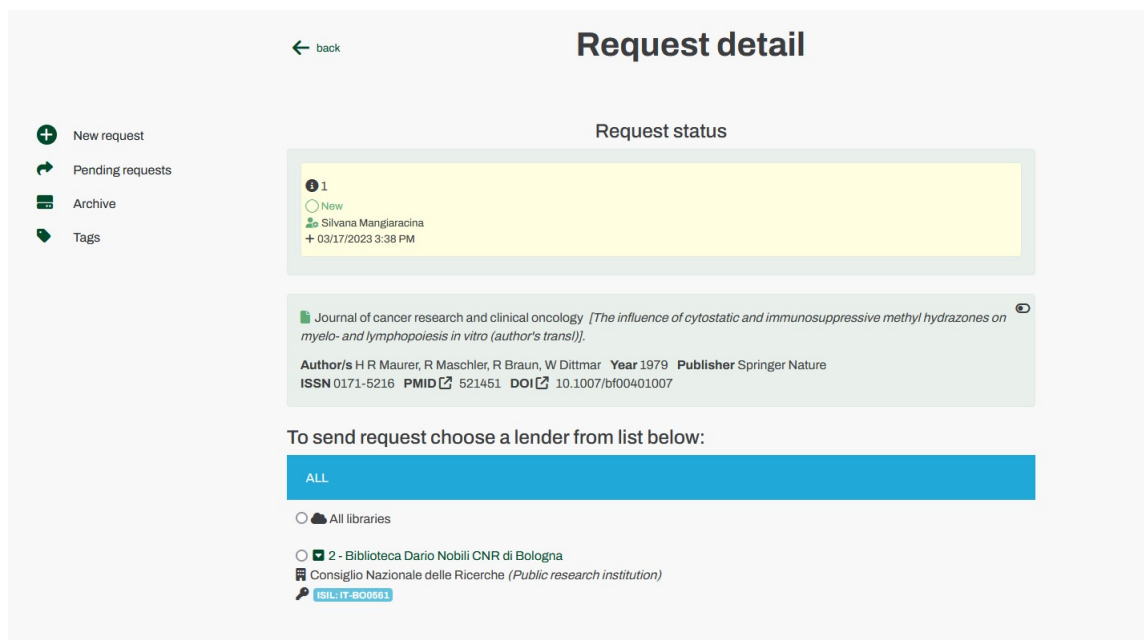 back
Request detail
New request
Pending requests
Archive
Tags
Request status
1
New
Silvana Mangiaracina
+ 03/17/2023 3:38 PM
Journal of cancer research and clinical oncology [The influence of cytostatic and immunosuppressive methyl hydrazones on
myelo- and lymphopoiesis in vitro (author's transl)].
Author/s H R Maurer, R Maschler, R Braun, W Dittmar Year 1979 Publisher Springer Nature
ISSN 0171-5216 PMID 521451 DOI 10.1007/bf00401007
To send request choose a lender from list below:
ALL
All libraries
2 - Biblioteca Dario Nobili CNR di Bologna
Consiglio Nazionale delle Ricerche (Public research institution)
ISIL: IT-BO0561